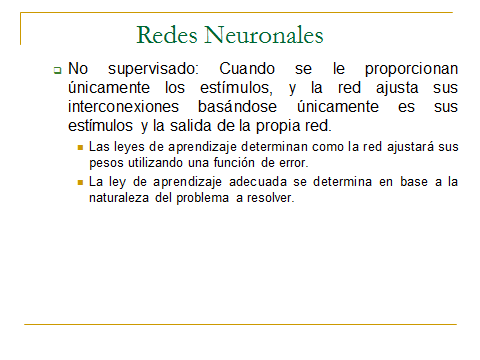 Redes Neuronales
No supervisado: Cuando se le proporcionan
únicamente los estímulos, y la red ajusta sus
interconexiones basándose únicamente es sus
estímulos y la salida de la propia red.
Las leyes de aprendizaje determinan como la red ajustará sus
pesos utilizando una función de error.
La ley de aprendizaje adecuada se determina en base a la
naturaleza del problema a resolver.